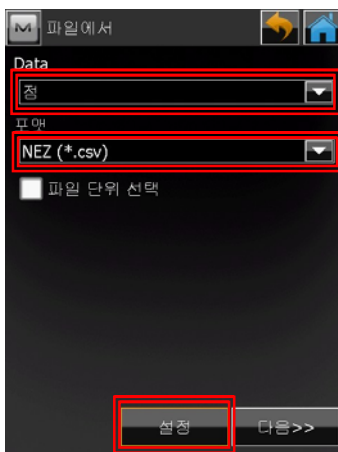 M 파일에서
Data
점
포맷
NEZ (*.csv)
파일 단위 선택
설정 다음>>